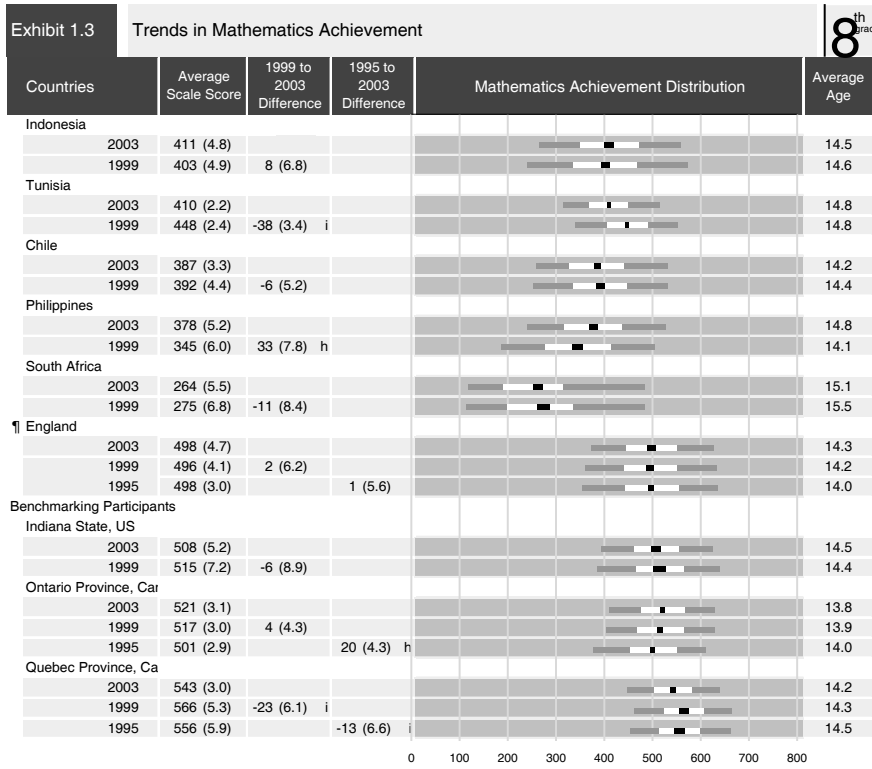 Exhibit 1.3 Trends in Mathematics Achievement 8th grad
Countries Average Scale Score 1999 to 2003 Difference 1995 to 2003 Difference Mathematics Achievement Distribution Average Age
Indonesia
2003 411 (4.8) 14.5
1999 403 (4.9) 8 (6.8) 14.6
Tunisia
2003 410 (2.2) 14.8
1999 448 (2.4) -38 (3.4) i 14.8
Chile
2003 387 (3.3) 14.2
1999 392 (4.4) -6 (5.2) 14.4
Philippines
2003 378 (5.2) 14.8
1999 345 (6.0) 33 (7.8) h 14.1
South Africa
2003 264 (5.5) 15.1
1999 275 (6.8) -11 (8.4) 15.5
¶ England
2003 498 (4.7) 14.3
1999 496 (4.1) 2 (6.2) 14.2
1995 498 (3.0) 1 (5.6) 14.0
Benchmarking Participants
Indiana State, US
2003 508 (5.2) 14.5
1999 515 (7.2) -6 (8.9) 14.4
Ontario Province, Can
2003 521 (3.1) 13.8
1999 517 (3.0) 4 (4.3) 13.9
1995 501 (2.9) 20 (4.3) h 14.0
Quebec Province, Ca
2003 543 (3.0) 14.2
1999 566 (5.3) -23 (6.1) i 14.3
1995 556 (5.9) -13 (6.6) i 14.5
0 100 200 300 400 500 600 700 800